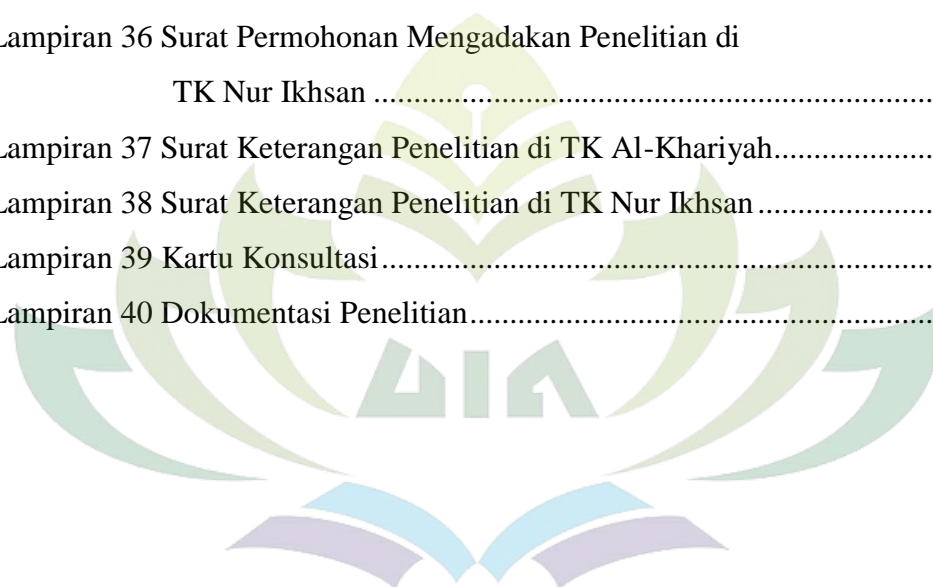 Lampiran 36 Surat Permohonan Mengadakan Penelitian di
TK Nur Ikhsan ..............................................................
Lampiran 37 Surat Keterangan Penelitian di TK Al-Khariyah..................
Lampiran 38 Surat Keterangan Penelitian di TK Nur Ikhsan ....................
Lampiran 39 Kartu Konsultasi..................................................................
Lampiran 40 Dokumentasi Penelitian.......................................................
UIN